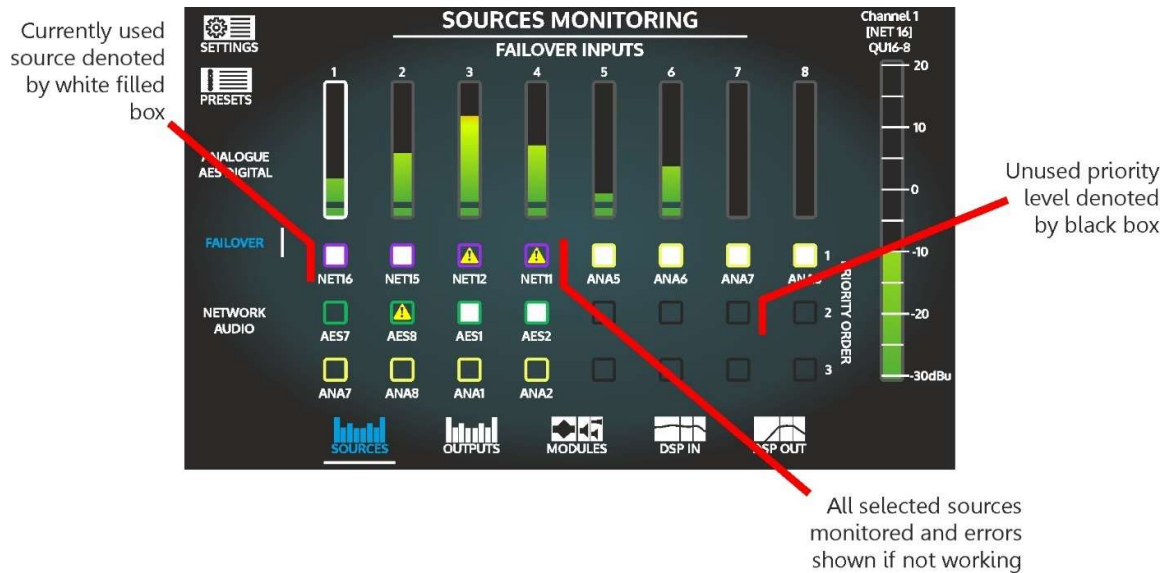 Currently used
source denoted
by white filled
box
SETTINGS
PRESETS
SOURCES MONITORING
FAILOVER INPUTS
Channel 1
[NET 16]
QU16-8
1 2 3 4 5 6 7 8
20
10
0
-10
-20
-30dBu
ANALOGUE
AES DIGITAL
FAILOVER
NETWORK
AUDIO
1
NET16 NET15 NET12 NET11 ANA5 ANA6 ANA7
2
AES7 AES8 AES1 AES2
3
ANA7 ANA8 ANA1 ANA2
PRIORITY ORDER
SOURCES OUTPUTS MODULES DSP IN DSP OUT
Unused priority
level denoted
by black box
All selected sources
monitored and errors
shown if not working